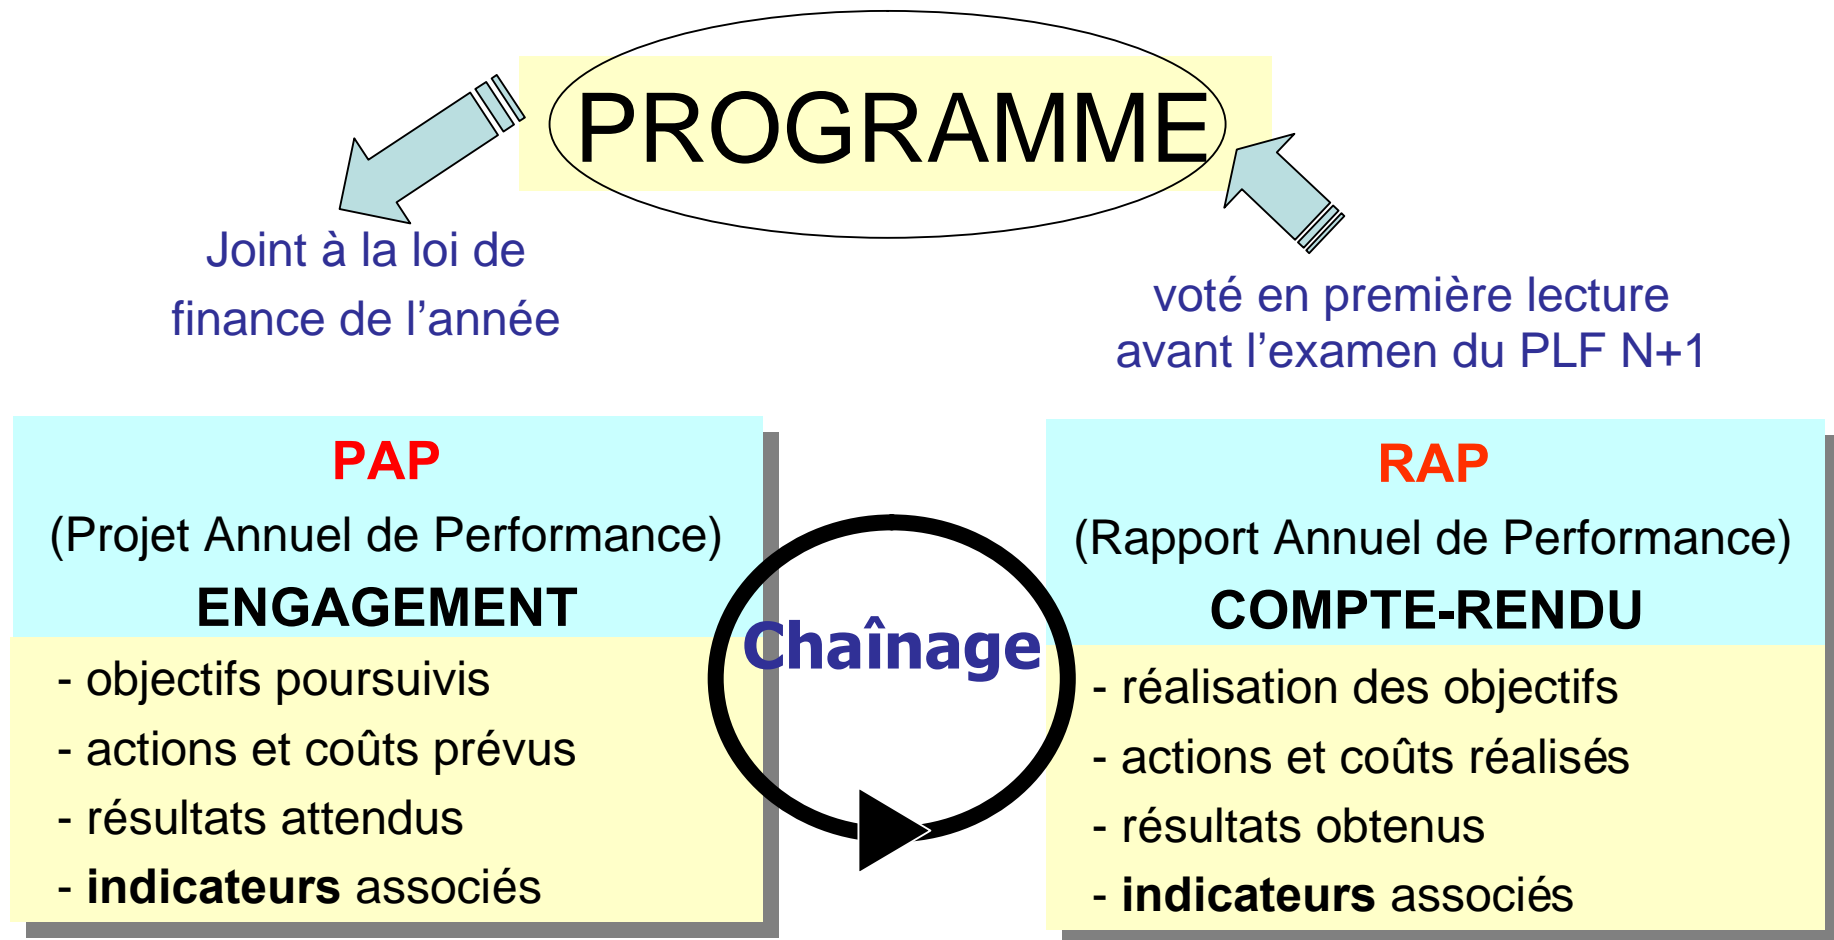 PROGRAMME
Joint à la loi de
finance de l’année
voté en première lecture
avant l’examen du PLF N+1
PAP
(Projet Annuel de Performance)
ENGAGEMENT
- objectifs poursuivis
- actions et coûts prévus
- résultats attendus
- indicateurs associés
Chaînage
RAP
(Rapport Annuel de Performance)
COMPTE-RENDU
- réalisation des objectifs
- actions et coûts réalisés
- résultats obtenus
- indicateurs associés